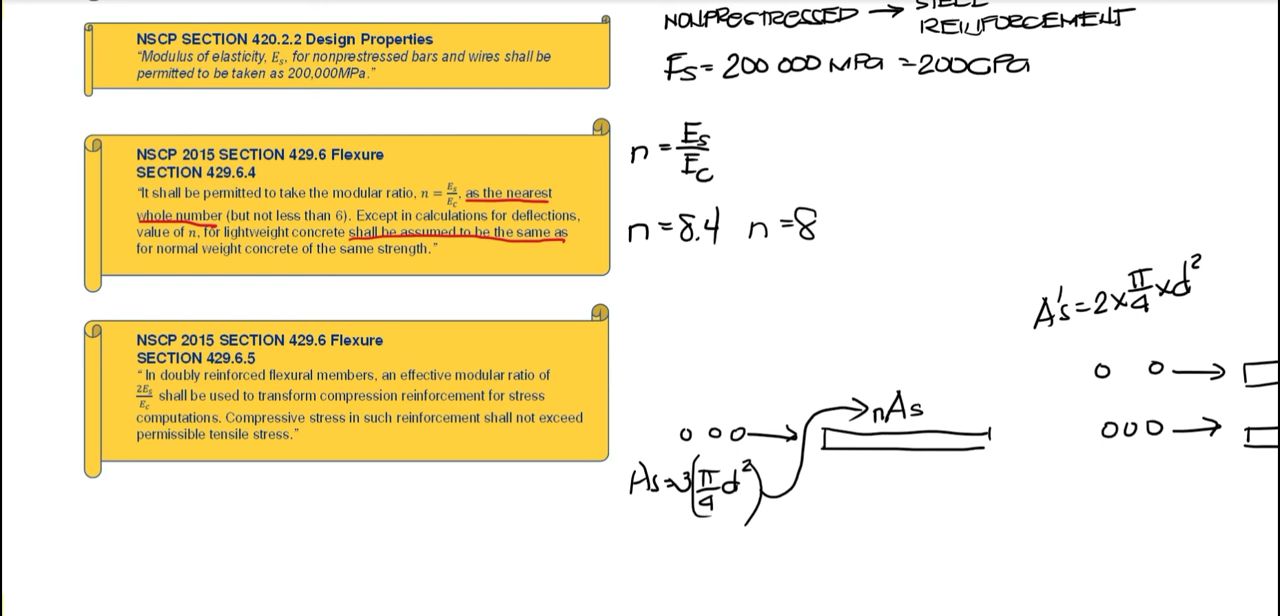 NSCP SECTION 420.2.2 Design Properties
"Modulus of elasticity, Es, for nonprestressed bars and wires shall be
permitted to be taken as 200,000MPa."
NSCP 2015 SECTION 429.6 Flexure
SECTION 429.6.4
"It shall be permitted to take the modular ratio, n = Es/Ec, as the nearest
whole number (but not less than 6). Except in calculations for deflections,
value of n, for lightweight concrete shall be assumed to be the same as
for normal weight concrete of the same strength."
NSCP 2015 SECTION 429.6 Flexure
SECTION 429.6.5
" In doubly reinforced flexural members, an effective modular ratio of
2Es/Ec shall be used to transform compression reinforcement for stress
computations. Compressive stress in such reinforcement shall not exceed
permissible tensile stress."
NONPRESTRESSED → STEEL
REINFORCEMENT
Es = 200 000 MPa = 200GPa
n = Es/Ec
n = 8.4 n = 8
A's = 2 x π/4 x d²
nAs
As = 3(π/4 d²)